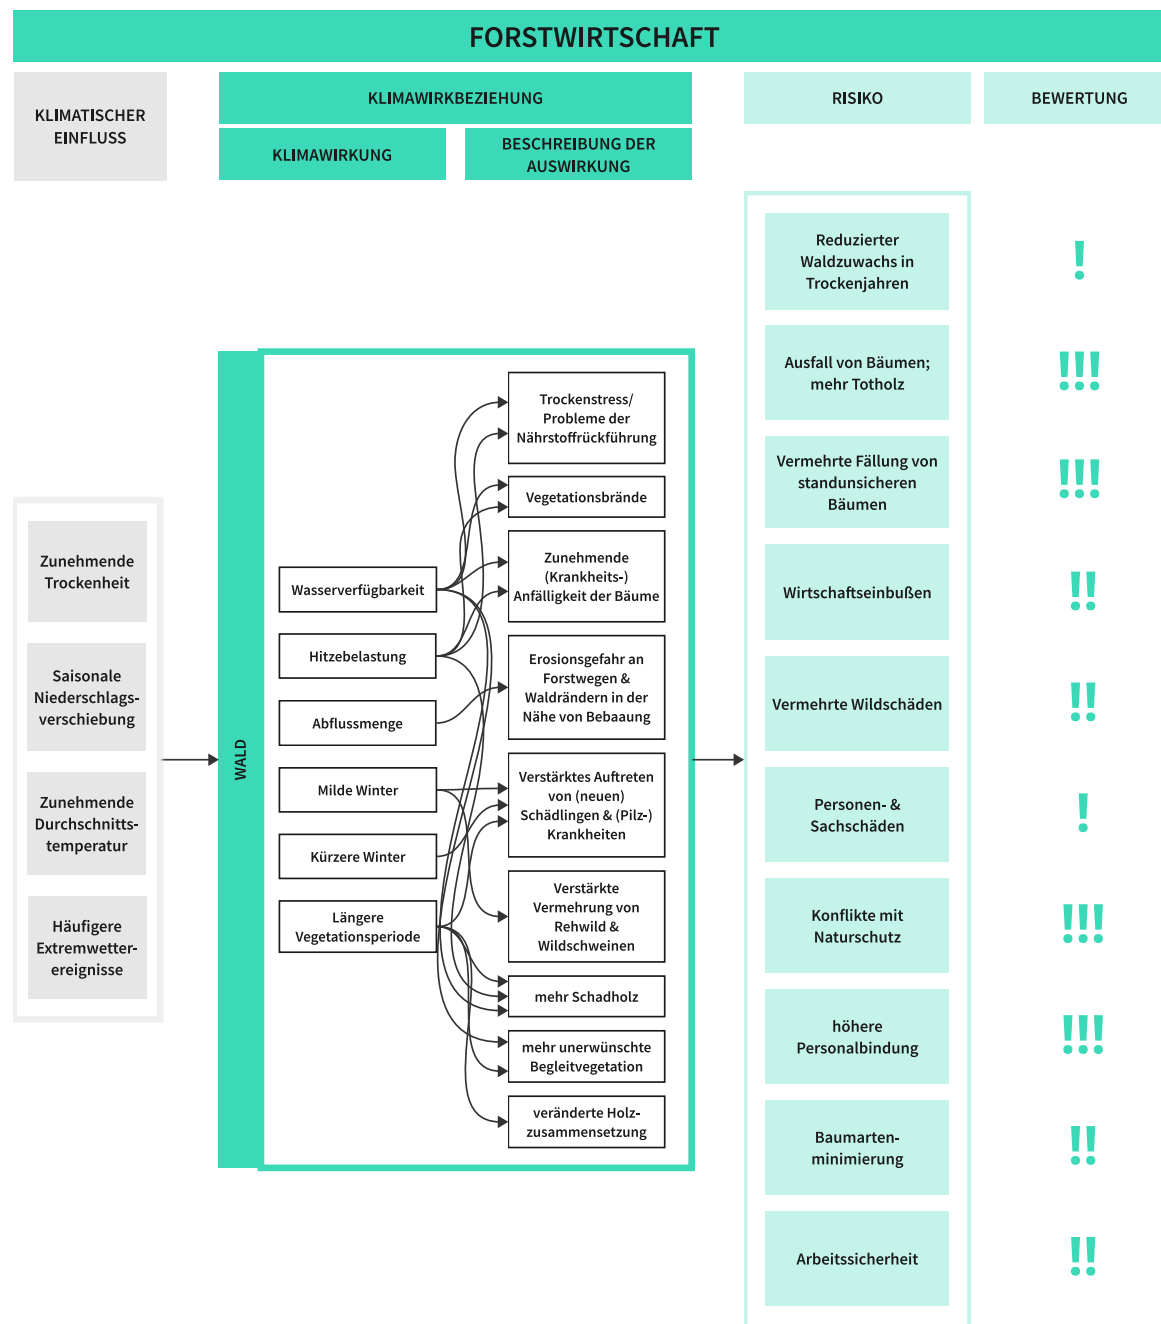 FORSTWIRTSCHAFT
KLIMATISCHER
EINFLUSS
KLIMAWIRKBEZIEHUNG
RISIKO
BEWERTUNG
KLIMAWIRKUNG
BESCHREIBUNG DER
AUSWIRKUNG
Zunehmende
Trockenheit
Saisonale
Niederschlags-
verschiebung
Zunehmende
Durchschnitts-
temperatur
Häufigere
Extremwetter-
ereignisse
WALD
Wasserverfügbarkeit
Hitzebelastung
Abflussmenge
Milde Winter
Kürzere Winter
Längere
Vegetationsperiode
Trockenstress/
Probleme der
Nährstoffrückführung
Vegetationsbrände
Zunehmende
(Krankheits-)
Anfälligkeit der Bäume
Erosionsgefahr an
Forstwegen &
Waldrändern in der
Nähe von Bebaaung
Verstärktes Auftreten
von (neuen)
Schädlingen & (Pilz-)
Krankheiten
Verstärkte
Vermehrung von
Rehwild &
Wildschweinen
mehr Schadholz
mehr unerwünschte
Begleitvegetation
veränderte Holz-
zusammensetzung
Reduzierter
Waldzuwachs in
Trockenjahren
!
Ausfall von Bäumen;
mehr Totholz
!!!
Vermehrte Fällung von
standunsicheren
Bäumen
!!!
Wirtschaftseinbußen
!!
Vermehrte Wildschäden
!!
Personen- &
Sachschäden
!
Konflikte mit
Naturschutz
!!!
höhere
Personalbindung
!!!
Baumarten-
minimierung
!!
Arbeitssicherheit
!!